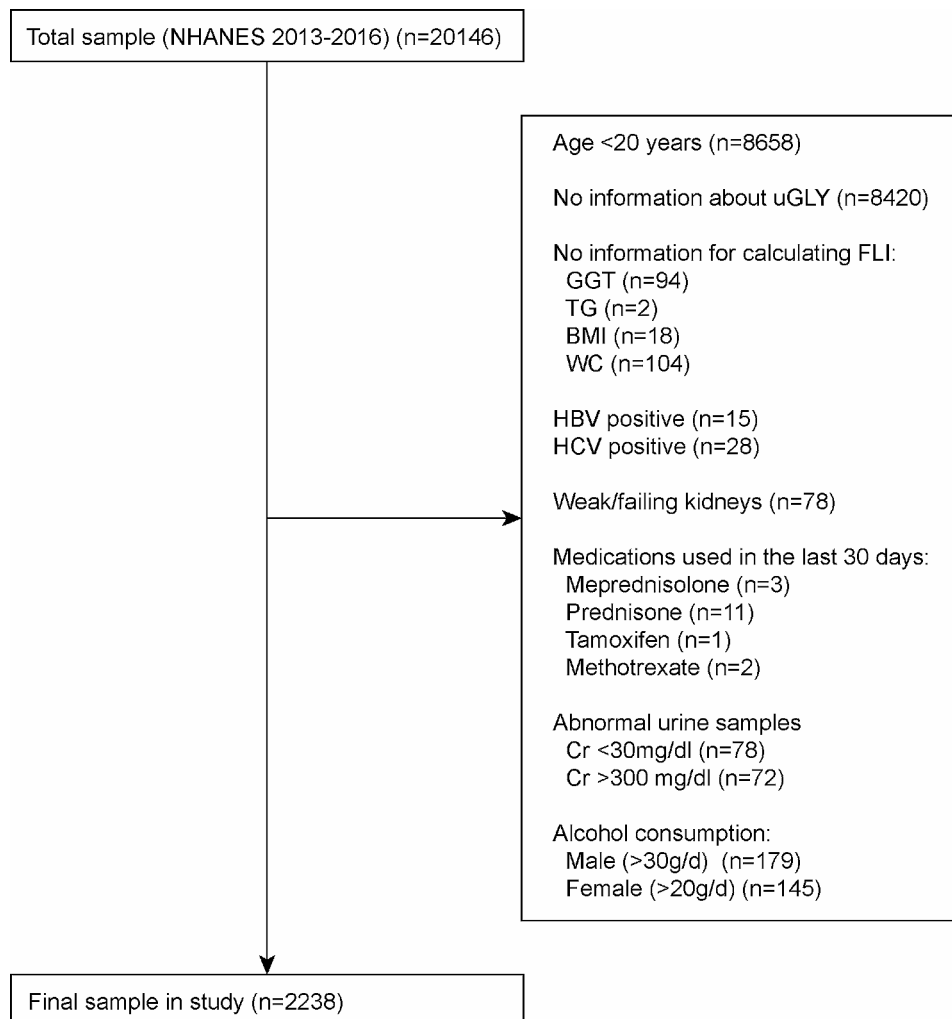 Total sample (NHANES 2013-2016) (n=20146)
Age <20 years (n=8658)
No information about uGLY (n=8420)
No information for calculating FLI:
GGT (n=94)
TG (n=2)
BMI (n=18)
WC (n=104)
HBV positive (n=15)
HCV positive (n=28)
Weak/failing kidneys (n=78)
Medications used in the last 30 days:
Meprednisolone (n=3)
Prednisone (n=11)
Tamoxifen (n=1)
Methotrexate (n=2)
Abnormal urine samples
Cr <30mg/dl (n=78)
Cr >300 mg/dl (n=72)
Alcohol consumption:
Male (>30g/d) (n=179)
Female (>20g/d) (n=145)
Final sample in study (n=2238)